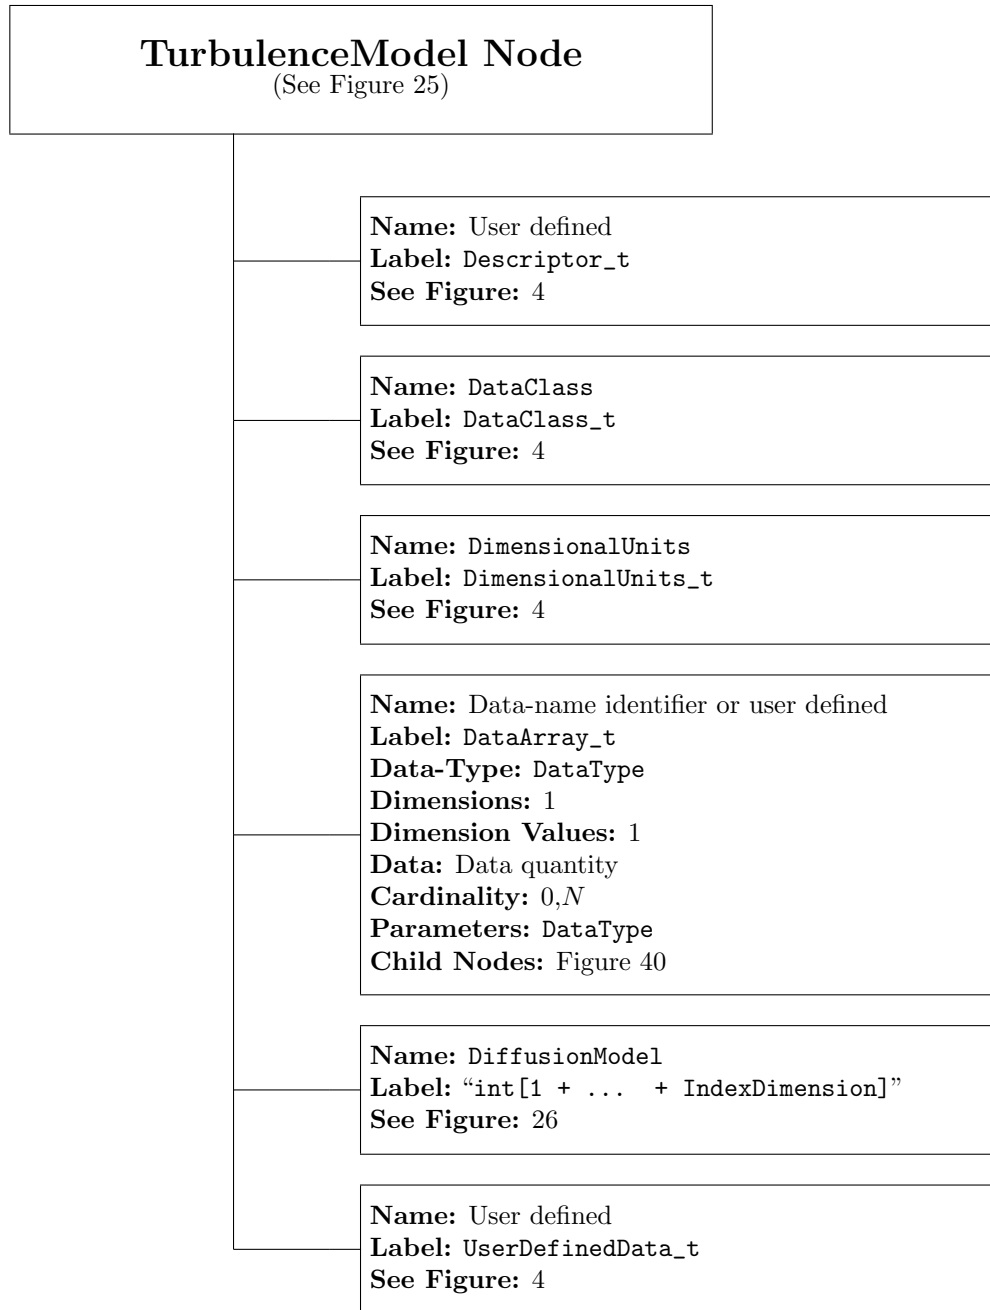 TurbulenceModel Node
(See Figure 25)
Name: User defined
Label: Descriptor_t
See Figure: 4
Name: DataClass
Label: DataClass_t
See Figure: 4
Name: DimensionalUnits
Label: DimensionalUnits_t
See Figure: 4
Name: Data-name identifier or user defined
Label: DataArray_t
Data-Type: DataType
Dimensions: 1
Dimension Values: 1
Data: Data quantity
Cardinality: 0,N
Parameters: DataType
Child Nodes: Figure 40
Name: DiffusionModel
Label: “int[1 + ... + IndexDimension]”
See Figure: 26
Name: User defined
Label: UserDefinedData_t
See Figure: 4